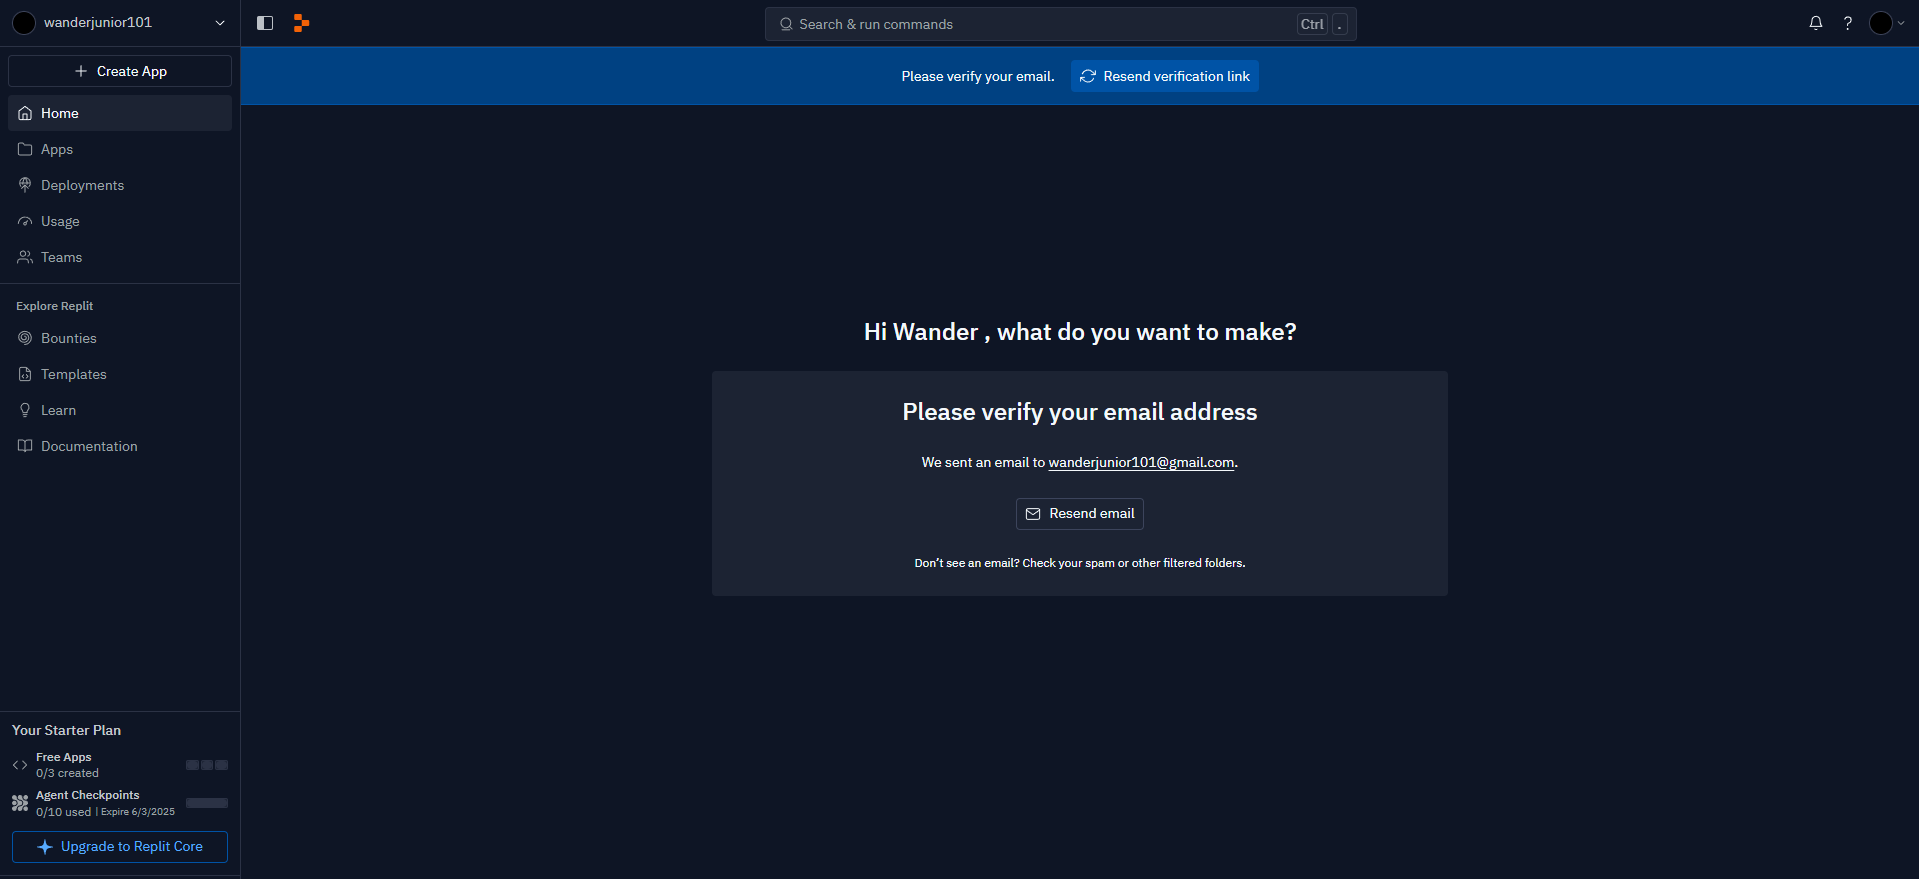 wanderjunior101
Search & run commands
Ctrl .
?
Create App
Home
Apps
Deployments
Usage
Teams
Explore Replit
Bounties
Templates
Learn
Documentation
Please verify your email.
Resend verification link
Hi Wander , what do you want to make?
Please verify your email address
We sent an email to wanderjunior101@gmail.com.
Resend email
Don't see an email? Check your spam or other filtered folders.
Your Starter Plan
Free Apps
0/3 created
Agent Checkpoints
0/10 used | Expire 6/3/2025
Upgrade to Replit Core